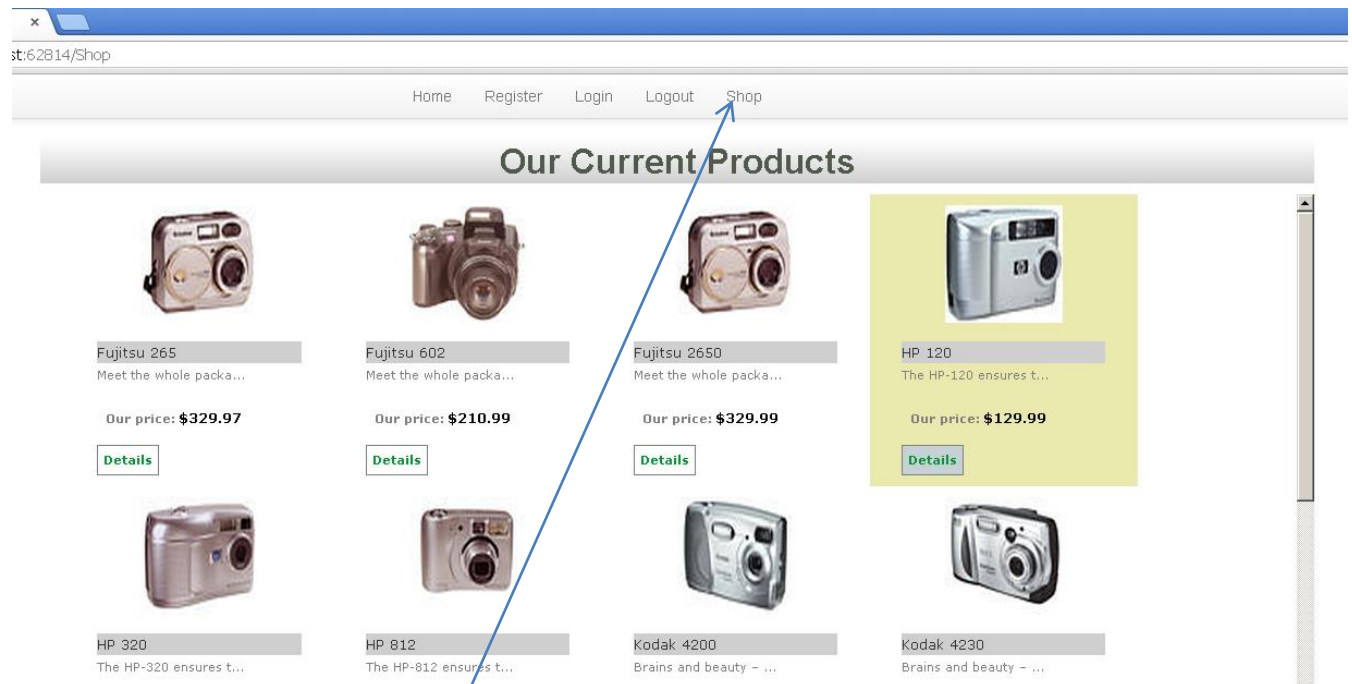 ×
st:62814/Shop
Home Register Login Logout Shop
Our Current Products
Fujitsu 265
Meet the whole packa...
Our price: $329.97
Details
Fujitsu 602
Meet the whole packa...
Our price: $210.99
Details
Fujitsu 2650
Meet the whole packa...
Our price: $329.99
Details
HP 120
The HP-120 ensures t...
Our price: $129.99
Details
HP 320
The HP-320 ensures t...
HP 812
The HP-812 ensures t...
Kodak 4200
Brains and beauty – ...
Kodak 4230
Brains and beauty – ...